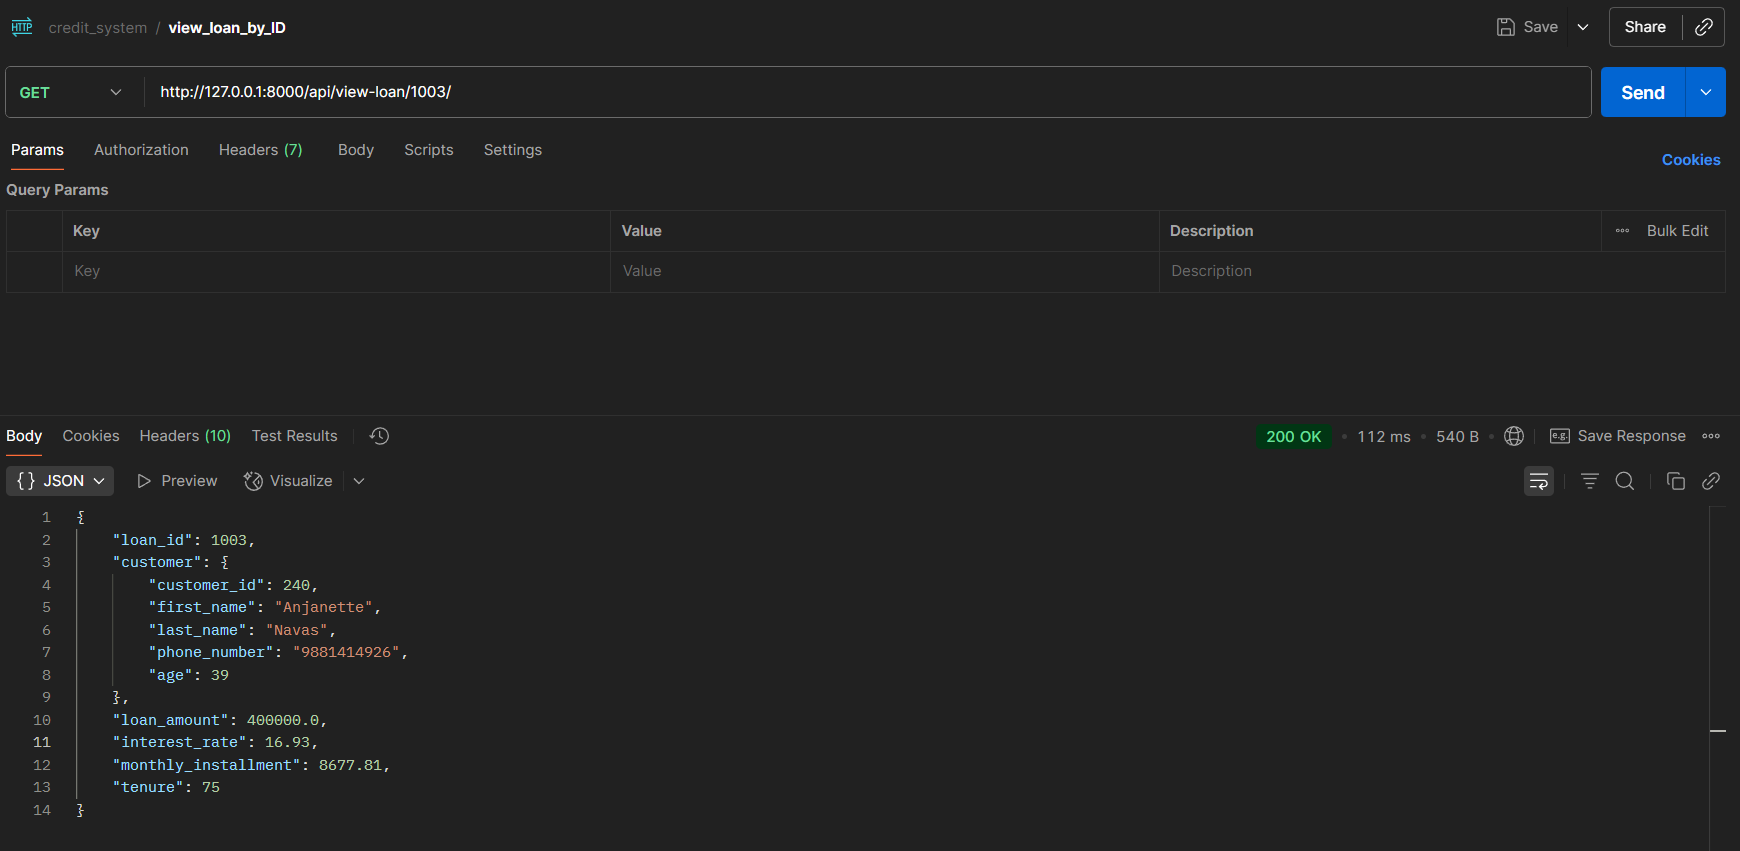 HTTP credit_system / view_loan_by_ID Save Share
GET http://127.0.0.1:8000/api/view-loan/1003/ Send
Params Authorization Headers (7) Body Scripts Settings Cookies
Query Params
Key Value Description Bulk Edit
Key Value Description
Body Cookies Headers (10) Test Results 200 OK 112 ms 540 B e.g. Save Response
{} JSON Preview Visualize
1 {
2 "loan_id": 1003,
3 "customer": {
4 "customer_id": 240,
5 "first_name": "Anjanette",
6 "last_name": "Navas",
7 "phone_number": "9881414926",
8 "age": 39
9 },
10 "loan_amount": 400000.0,
11 "interest_rate": 16.93,
12 "monthly_installment": 8677.81,
13 "tenure": 75
14 }